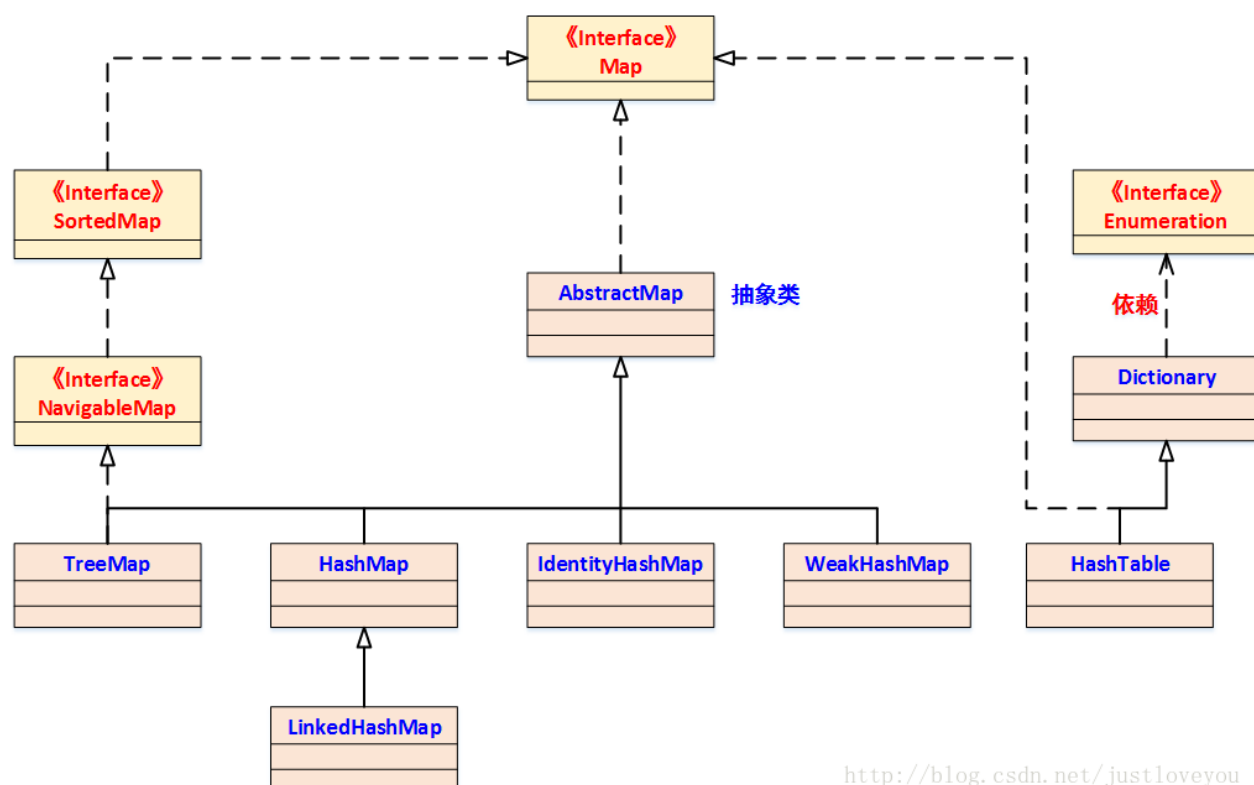 《Interface》
Map
《Interface》
SortedMap
《Interface》
Enumeration
AbstractMap
抽象类
依赖
《Interface》
NavigableMap
Dictionary
TreeMap
HashMap
IdentityHashMap
WeakHashMap
HashTable
LinkedHashMap
http://blog.csdn.net/justloveyou_